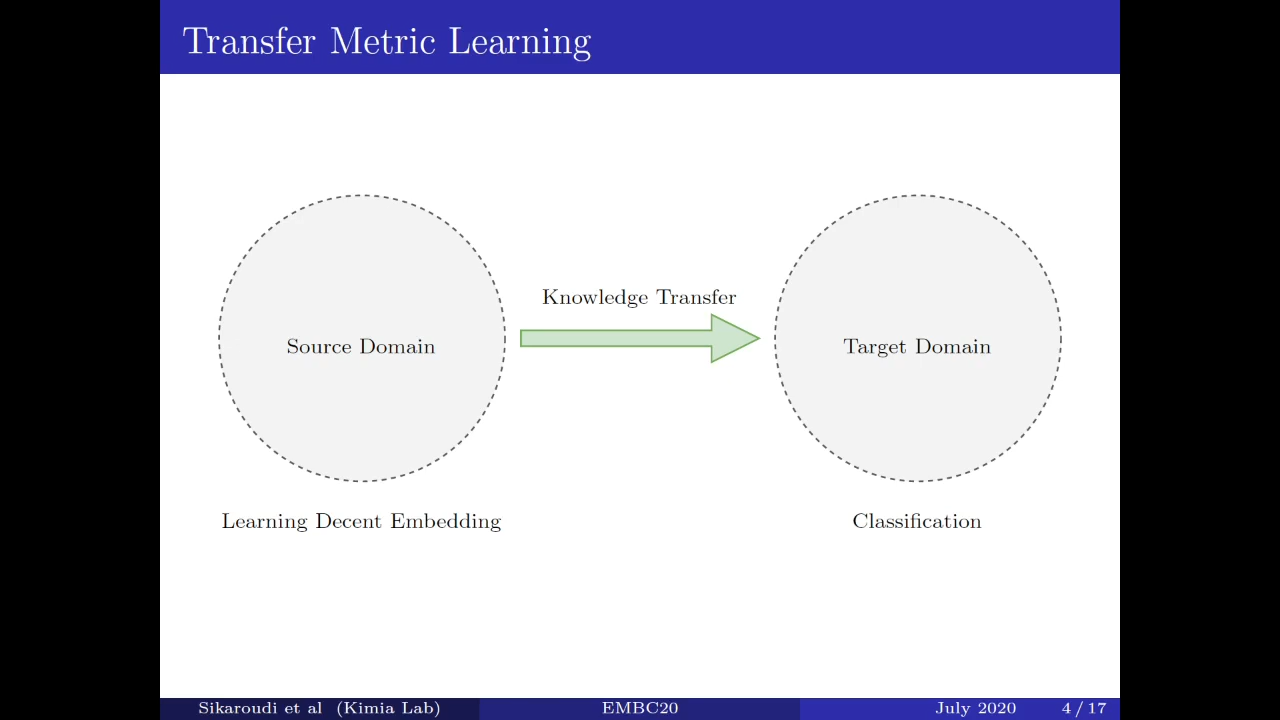 Transfer Metric Learning
Knowledge Transfer
Source Domain
Target Domain
Learning Decent Embedding
Classification
Sikaroudi et al (Kimia Lab)
EMBC20
July 2020
4 / 17